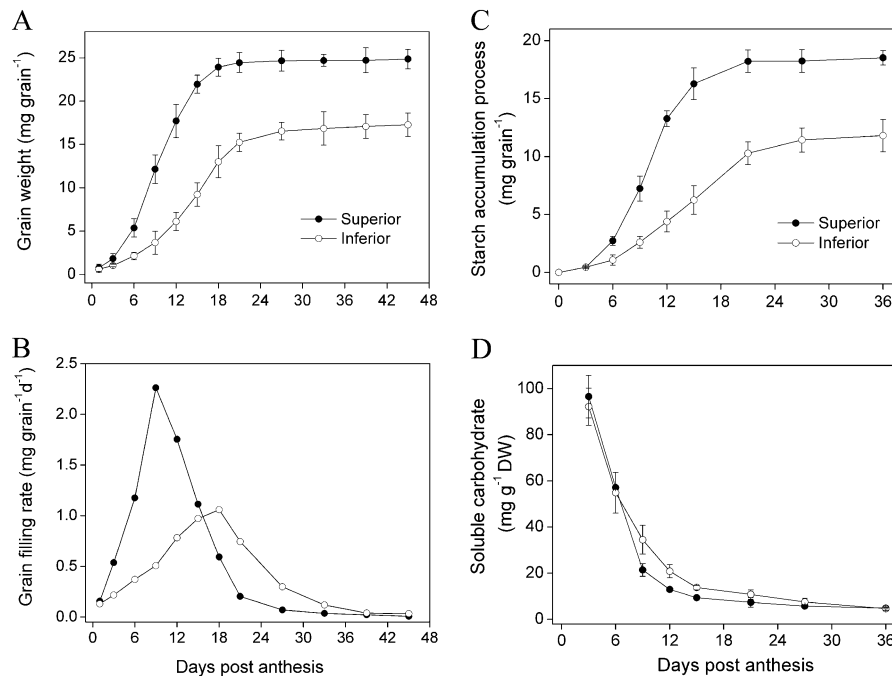 A
Grain weight (mg grain⁻¹)
25
20
15
10
5
0
Superior
Inferior
0 6 12 18 24 30 36 42 48
C
Starch accumulation process
(mg grain⁻¹)
20
15
10
5
0
Superior
Inferior
0 6 12 18 24 30 36
B
Grain filling rate (mg grain⁻¹d⁻¹)
2.5
2.0
1.5
1.0
0.5
0.0
0 6 12 18 24 30 36 42 48
Days post anthesis
D
Soluble carbohydrate
(mg g⁻¹ DW)
100
80
60
40
20
0
0 6 12 18 24 30 36
Days post anthesis